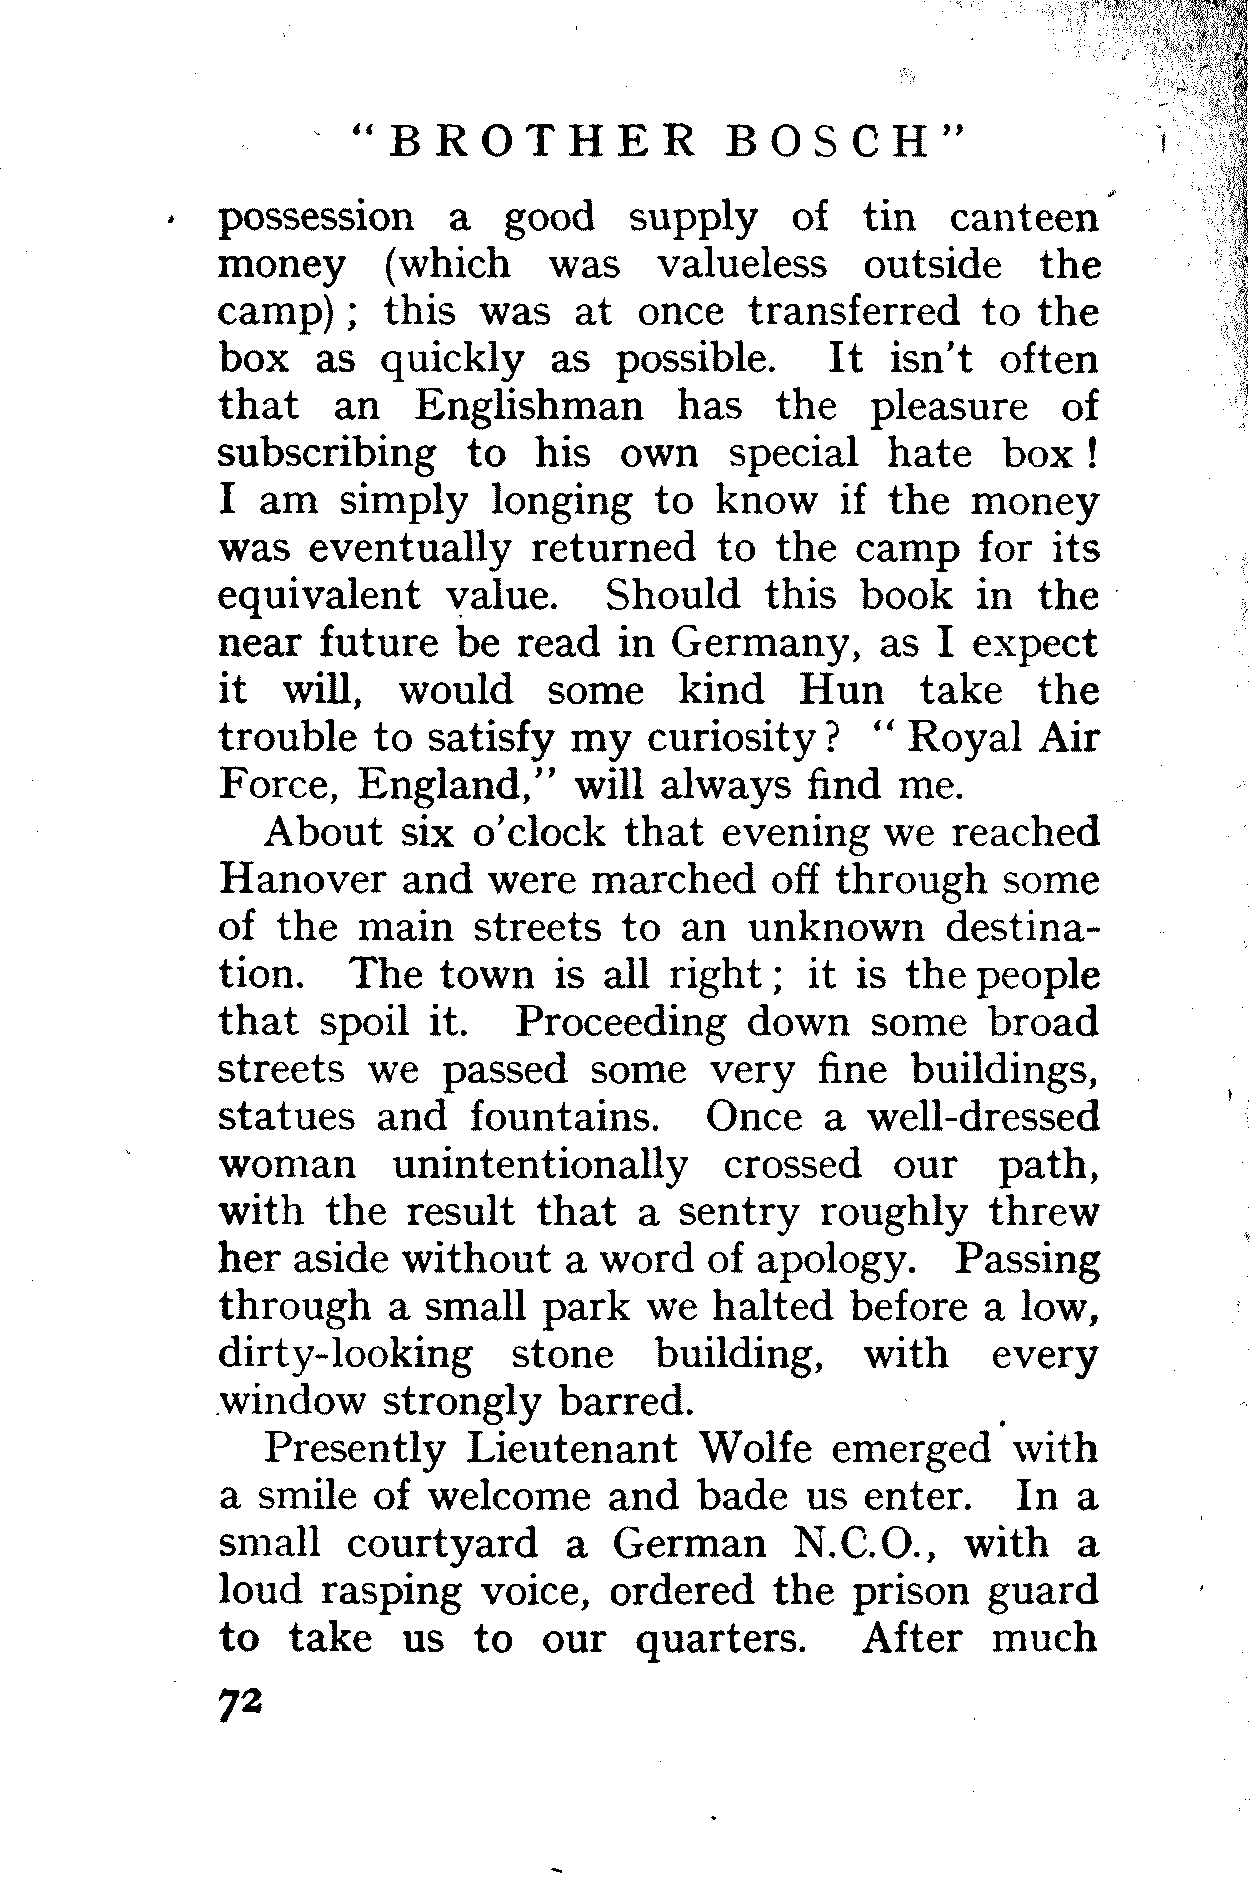 "BROTHER BOSCH"
possession a good supply of tin canteen
money (which was valueless outside the
camp) ; this was at once transferred to the
box as quickly as possible. It isn't often
that an Englishman has the pleasure of
subscribing to his own special hate box !
I am simply longing to know if the money
was eventually returned to the camp for its
equivalent value. Should this book in the
near future be read in Germany, as I expect
it will, would some kind Hun take the
trouble to satisfy my curiosity ? " Royal Air
Force, England," will always find me.
About six o'clock that evening we reached
Hanover and were marched off through some
of the main streets to an unknown destina-
tion. The town is all right ; it is the people
that spoil it. Proceeding down some broad
streets we passed some very fine buildings,
statues and fountains. Once a well-dressed
woman unintentionally crossed our path,
with the result that a sentry roughly threw
her aside without a word of apology. Passing
through a small park we halted before a low,
dirty-looking stone building, with every
window strongly barred.
Presently Lieutenant Wolfe emerged with
a smile of welcome and bade us enter. In a
small courtyard a German N.C.O., with a
loud rasping voice, ordered the prison guard
to take us to our quarters. After much
72